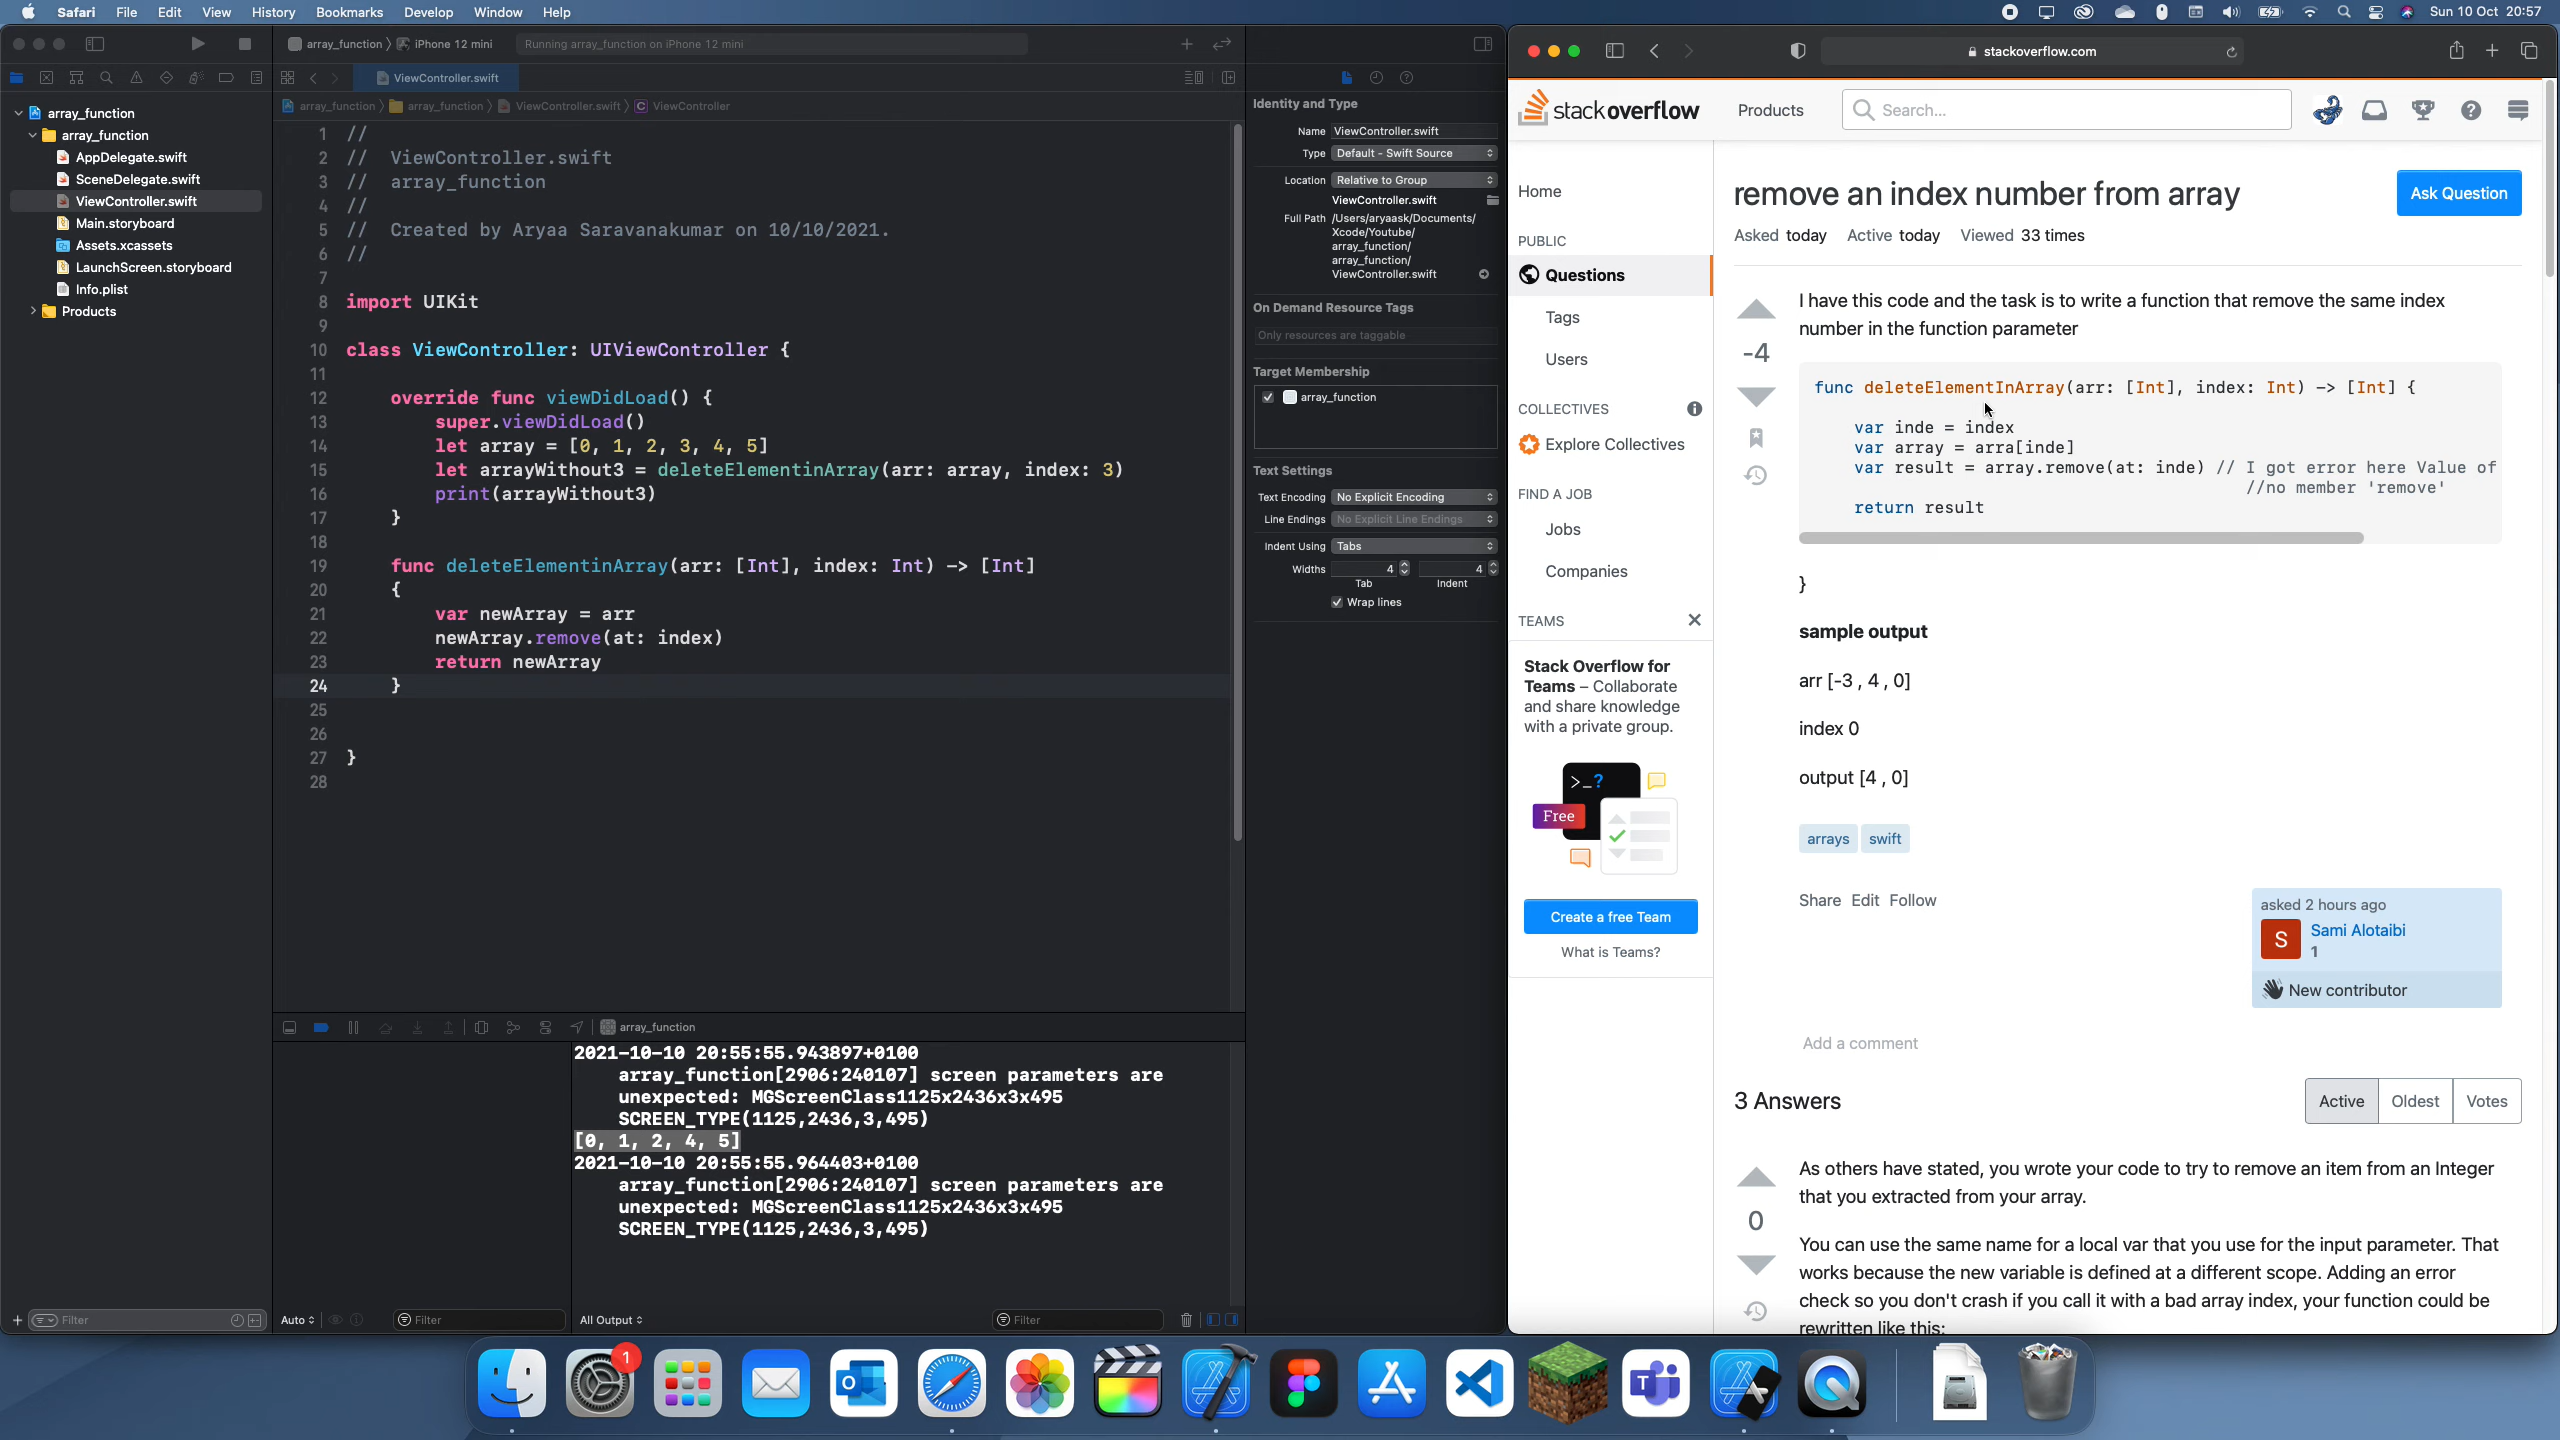 Safari File Edit View History Bookmarks Develop Window Help
Sun 10 Oct 20:57
array_function iPhone 12 mini
Running array_function on iPhone 12 mini
ViewController.swift
array_function array_function ViewController.swift C ViewController
array_function
array_function
AppDelegate.swift
SceneDelegate.swift
ViewController.swift
Main.storyboard
Assets.xcassets
LaunchScreen.storyboard
Info.plist
Products
Filter
1 //
2 // ViewController.swift
3 // array_function
4 //
5 // Created by Aryaa Saravanakumar on 10/10/2021.
6 //
7
8 import UIKit
9
10 class ViewController: UIViewController {
11
12 override func viewDidLoad() {
13 super.viewDidLoad()
14 let array = [0, 1, 2, 3, 4, 5]
15 let arrayWithout3 = deleteElementinArray(arr: array, index: 3)
16 print(arrayWithout3)
17 }
18
19 func deleteElementinArray(arr: [Int], index: Int) -> [Int]
20 {
21 var newArray = arr
22 newArray.remove(at: index)
23 return newArray
24 }
25
26
27 }
28
array_function
2021-10-10 20:55:55.943897+0100
array_function[2906:240107] screen parameters are
unexpected: MGScreenClass1125x2436x3x495
SCREEN_TYPE(1125,2436,3,495)
[0, 1, 2, 4, 5]
2021-10-10 20:55:55.964403+0100
array_function[2906:240107] screen parameters are
unexpected: MGScreenClass1125x2436x3x495
SCREEN_TYPE(1125,2436,3,495)
Auto
Filter
All Output
Filter
Identity and Type
Name ViewController.swift
Type Default - Swift Source
Location Relative to Group
ViewController.swift
Full Path /Users/aryaask/Documents/
Xcode/Youtube/
array_function/
array_function/
ViewController.swift
On Demand Resource Tags
Only resources are taggable
Target Membership
array_function
Text Settings
Text Encoding No Explicit Encoding
Line Endings No Explicit Line Endings
Indent Using Tabs
Widths 4 4
Tab Indent
Wrap lines
stackoverflow.com
stackoverflow
Products
Search...
Home
PUBLIC
Questions
Tags
Users
COLLECTIVES
Explore Collectives
FIND A JOB
Jobs
Companies
TEAMS
Stack Overflow for
Teams – Collaborate
and share knowledge
with a private group.
>_?
Free
Create a free Team
What is Teams?
remove an index number from array
Ask Question
Asked today Active today Viewed 33 times
-4
I have this code and the task is to write a function that remove the same index
number in the function parameter
func deleteElementInArray(arr: [Int], index: Int) -> [Int] {
var inde = index
var array = arra[inde]
var result = array.remove(at: inde) // I got error here Value of
//no member 'remove'
return result
}
sample output
arr [-3 , 4 , 0]
index 0
output [4 , 0]
arrays swift
Share Edit Follow
asked 2 hours ago
S
Sami Alotaibi
1
New contributor
Add a comment
3 Answers
Active Oldest Votes
0
As others have stated, you wrote your code to try to remove an item from an Integer
that you extracted from your array.
You can use the same name for a local var that you use for the input parameter. That
works because the new variable is defined at a different scope. Adding an error
check so you don't crash if you call it with a bad array index, your function could be
rewritten like this:
1